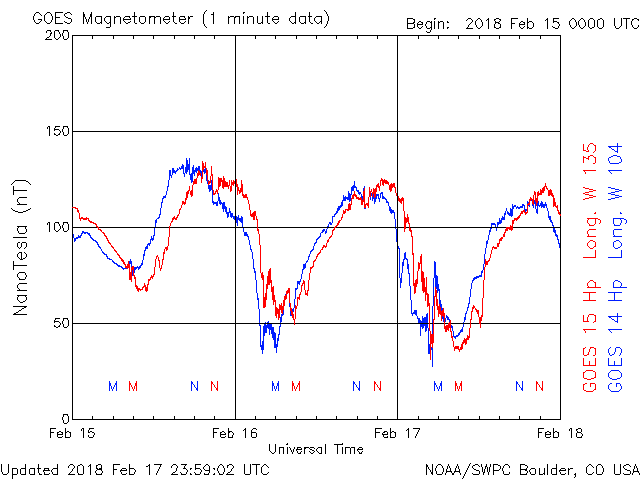 GOES Magnetometer (1 minute data)
Begin: 2018 Feb 15 0000 UTC
200
150
100
50
0
NanoTesla (nT)
M M N N M M N N M M N N
Feb 15 Feb 16 Feb 17 Feb 18
Universal Time
GOES 15 Hp Long. W 135
GOES 14 Hp Long. W 104
Updated 2018 Feb 17 23:59:02 UTC
NOAA/SWPC Boulder, CO USA